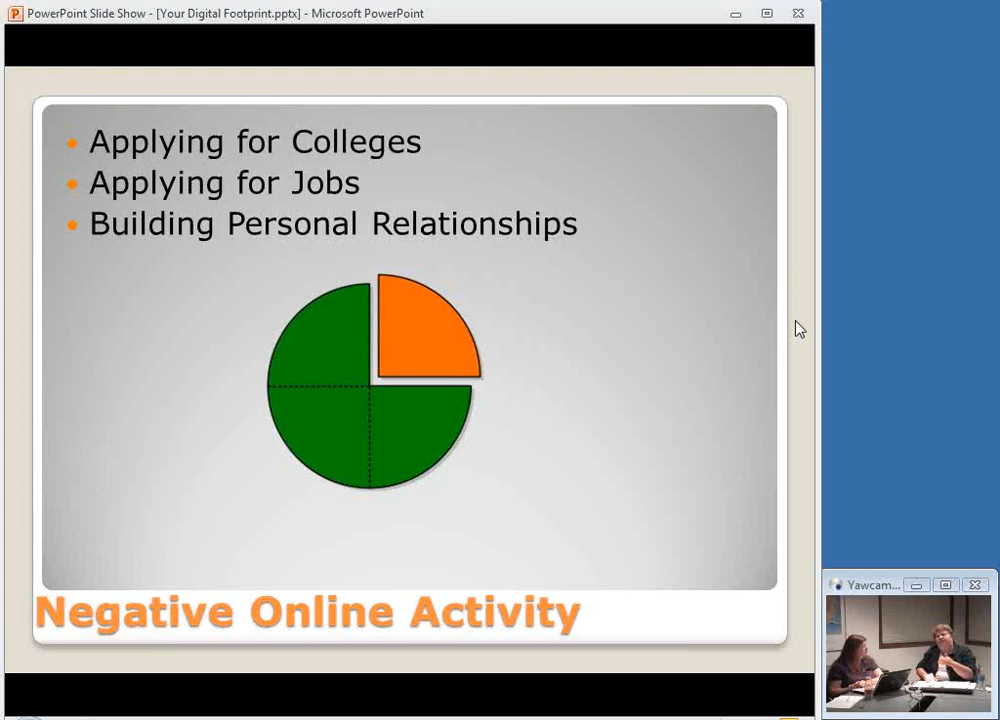 PowerPoint Slide Show - [Your Digital Footprint.pptx] - Microsoft PowerPoint
Applying for Colleges
Applying for Jobs
Building Personal Relationships
Negative Online Activity
Yawcam...